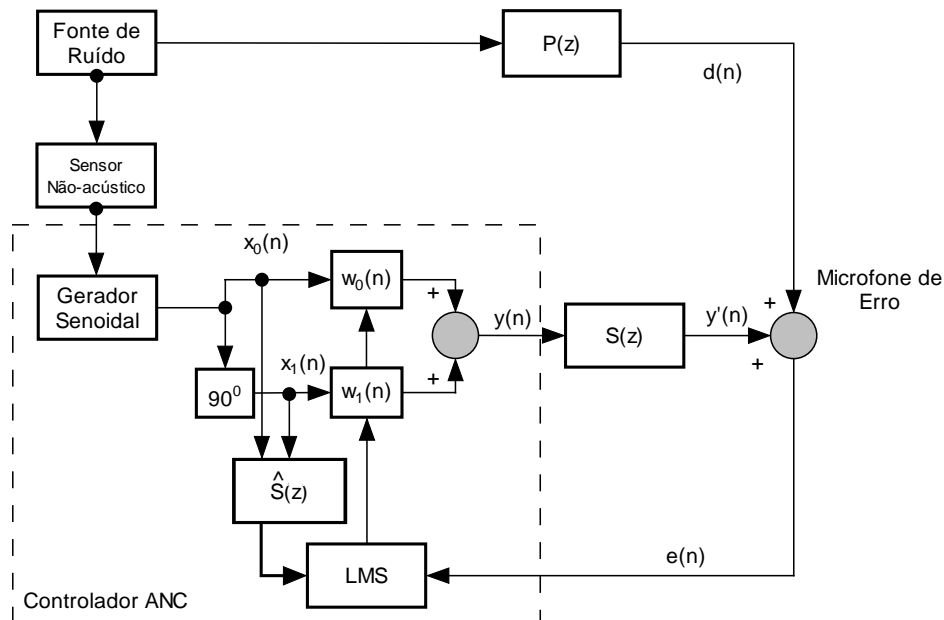 Fonte de
Ruído
P(z)
d(n)
Sensor
Não-acústico
x0(n)
Gerador
Senoidal
w0(n)
+
y(n)
S(z)
y'(n)
+
+
Microfone de
Erro
x1(n)
90⁰
w1(n)
+
Ŝ(z)
LMS
e(n)
Controlador ANC